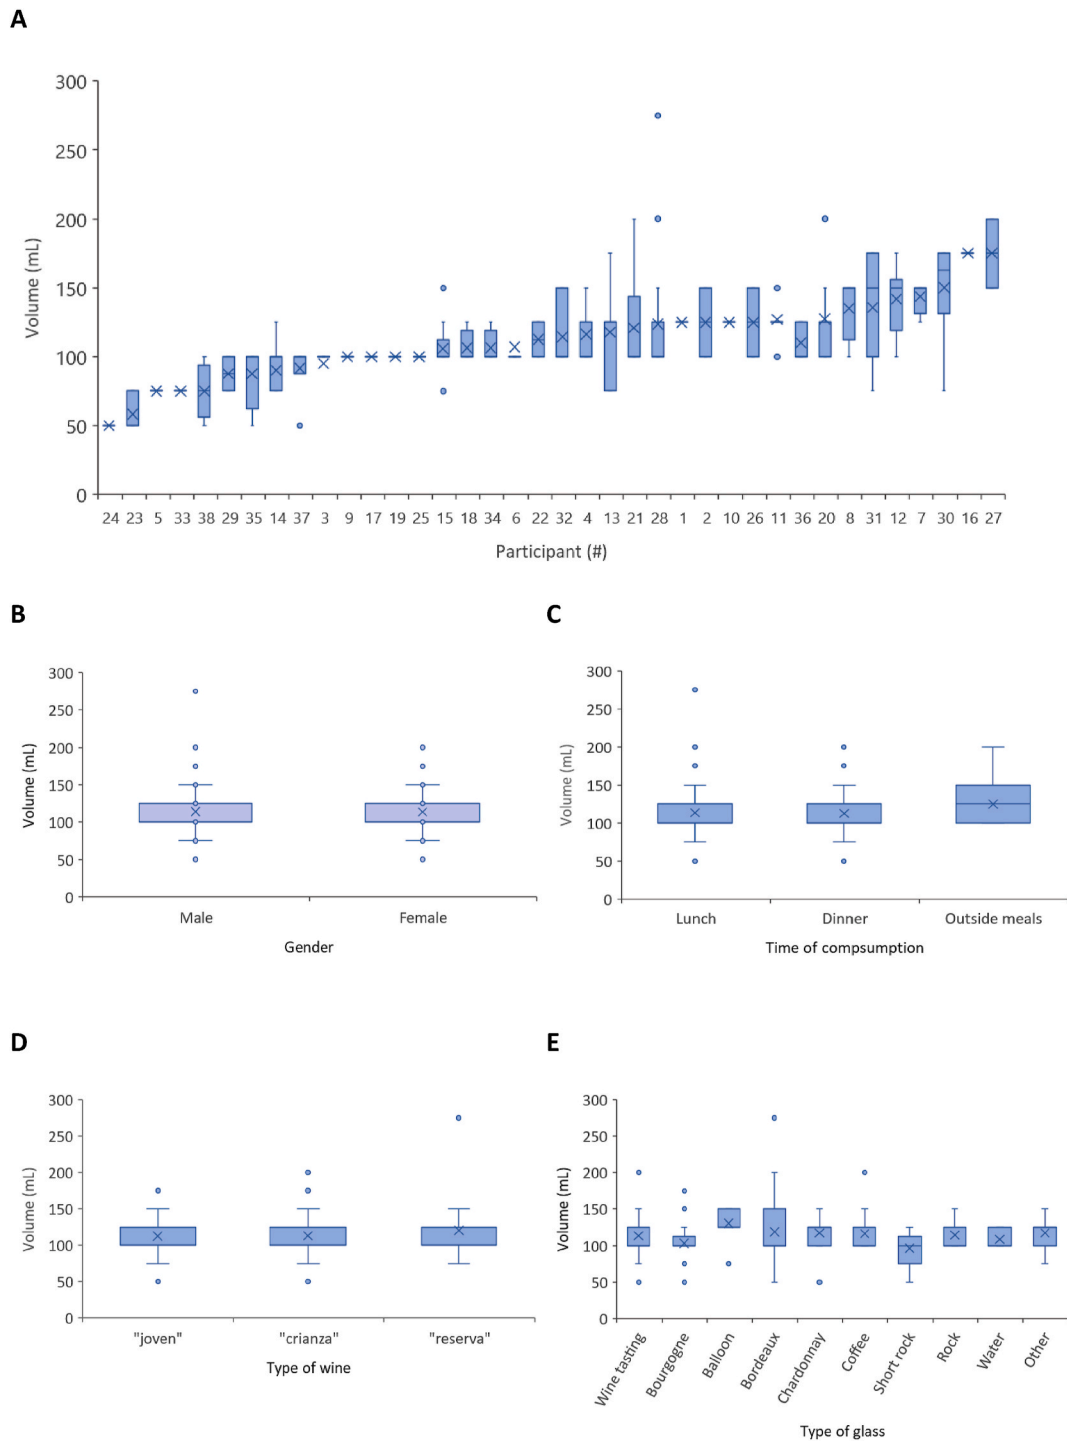 A
300
250
200
150
100
50
0
Volume (mL)
24 23 5 33 38 29 35 14 37 3 9 17 19 25 15 18 34 6 22 32 4 13 21 28 1 2 10 26 11 36 20 8 31 12 7 30 16 27
Participant (#)
B
300
250
200
150
100
50
0
Volume (mL)
Male Female
Gender
C
300
250
200
150
100
50
0
Volume (mL)
Lunch Dinner Outside meals
Time of compsumption
D
300
250
200
150
100
50
0
Volume (mL)
"joven" "crianza" "reserva"
Type of wine
E
300
250
200
150
100
50
0
Volume (mL)
Wine tasting Bourgogne Balloon Bordeaux Chardonnay Coffee Short rock Rock Water Other
Type of glass